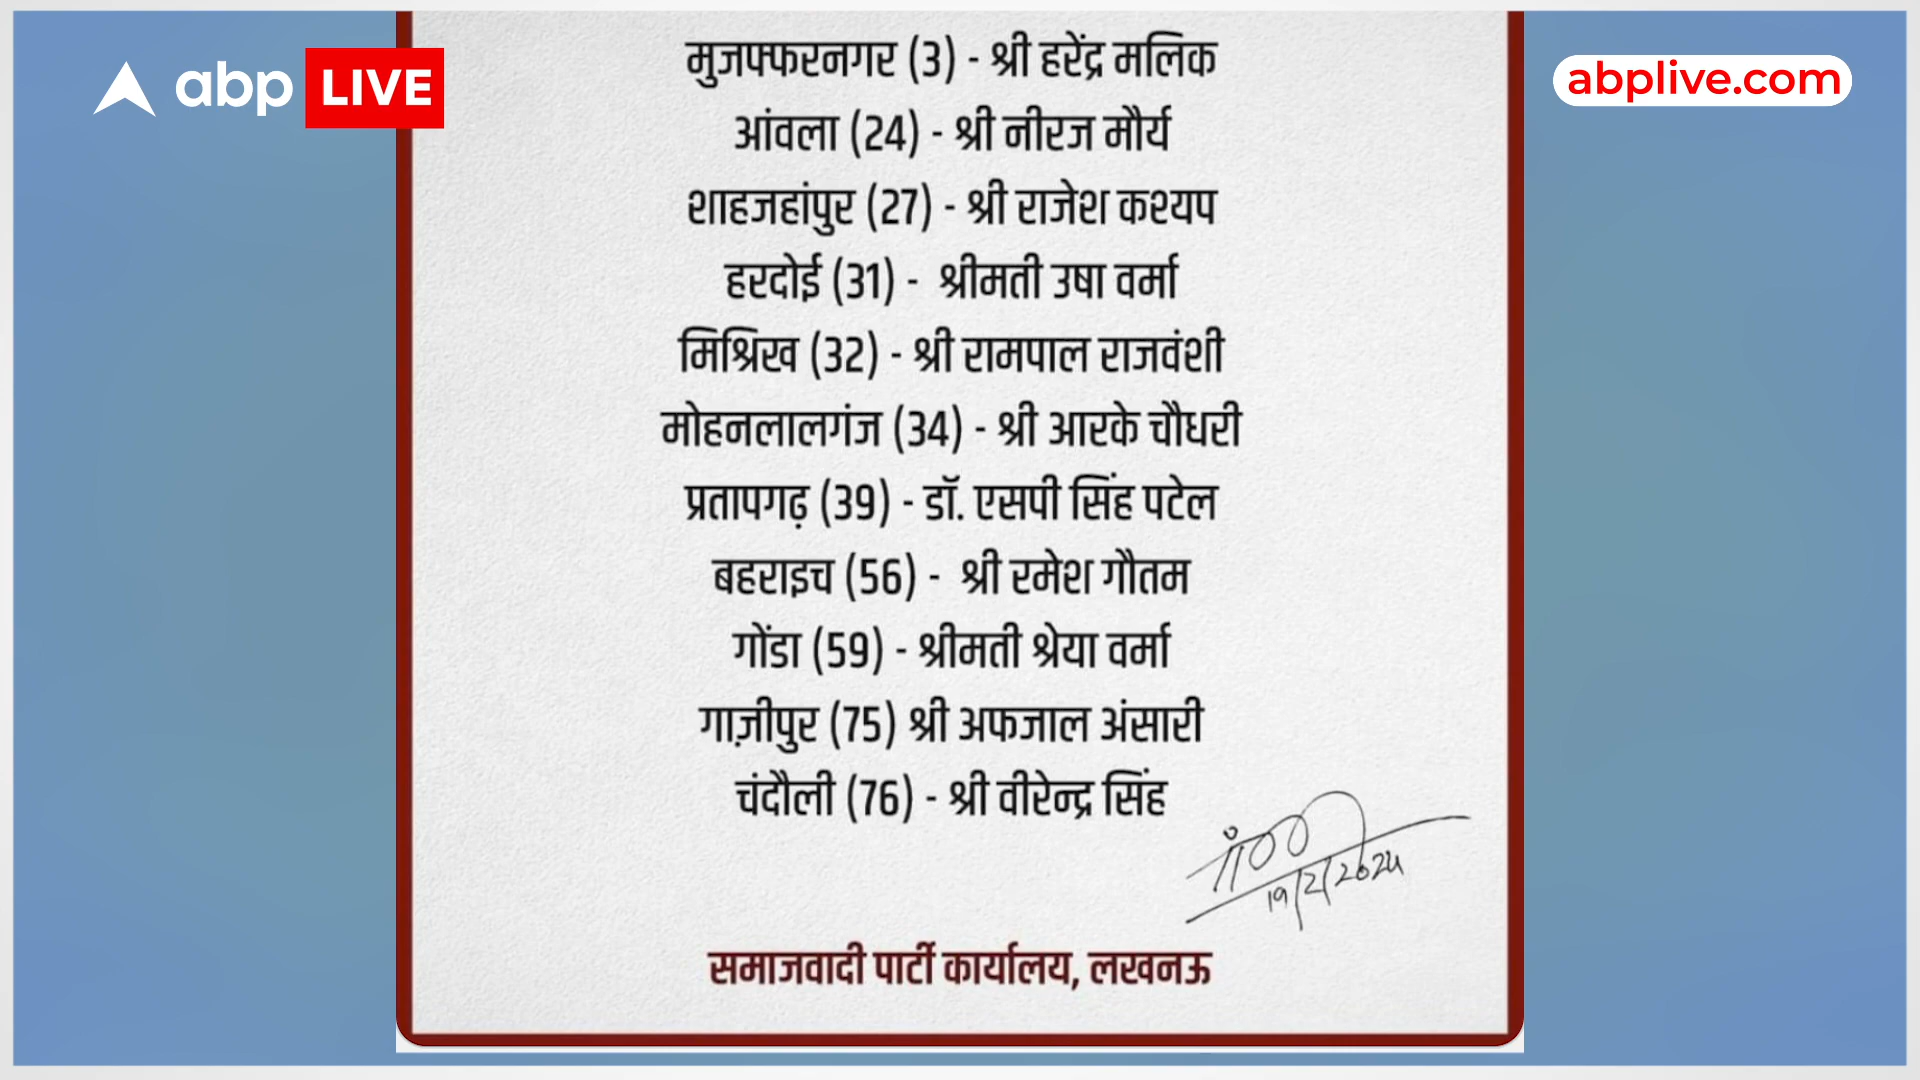 abp LIVE
abplive.com
मुजफ्फरनगर (3) - श्री हरेंद्र मलिक
आंवला (24) - श्री नीरज मौर्य
शाहजहांपुर (27) - श्री राजेश कश्यप
हरदोई (31) - श्रीमती उषा वर्मा
मिश्रिख (32) - श्री रामपाल राजवंशी
मोहनलालगंज (34) - श्री आरके चौधरी
प्रतापगढ़ (39) - डॉ. एसपी सिंह पटेल
बहराइच (56) - श्री रमेश गौतम
गोंडा (59) - श्रीमती श्रेया वर्मा
गाज़ीपुर (75) श्री अफजाल अंसारी
चंदौली (76) - श्री वीरेन्द्र सिंह
19/2/2024
समाजवादी पार्टी कार्यालय, लखनऊ